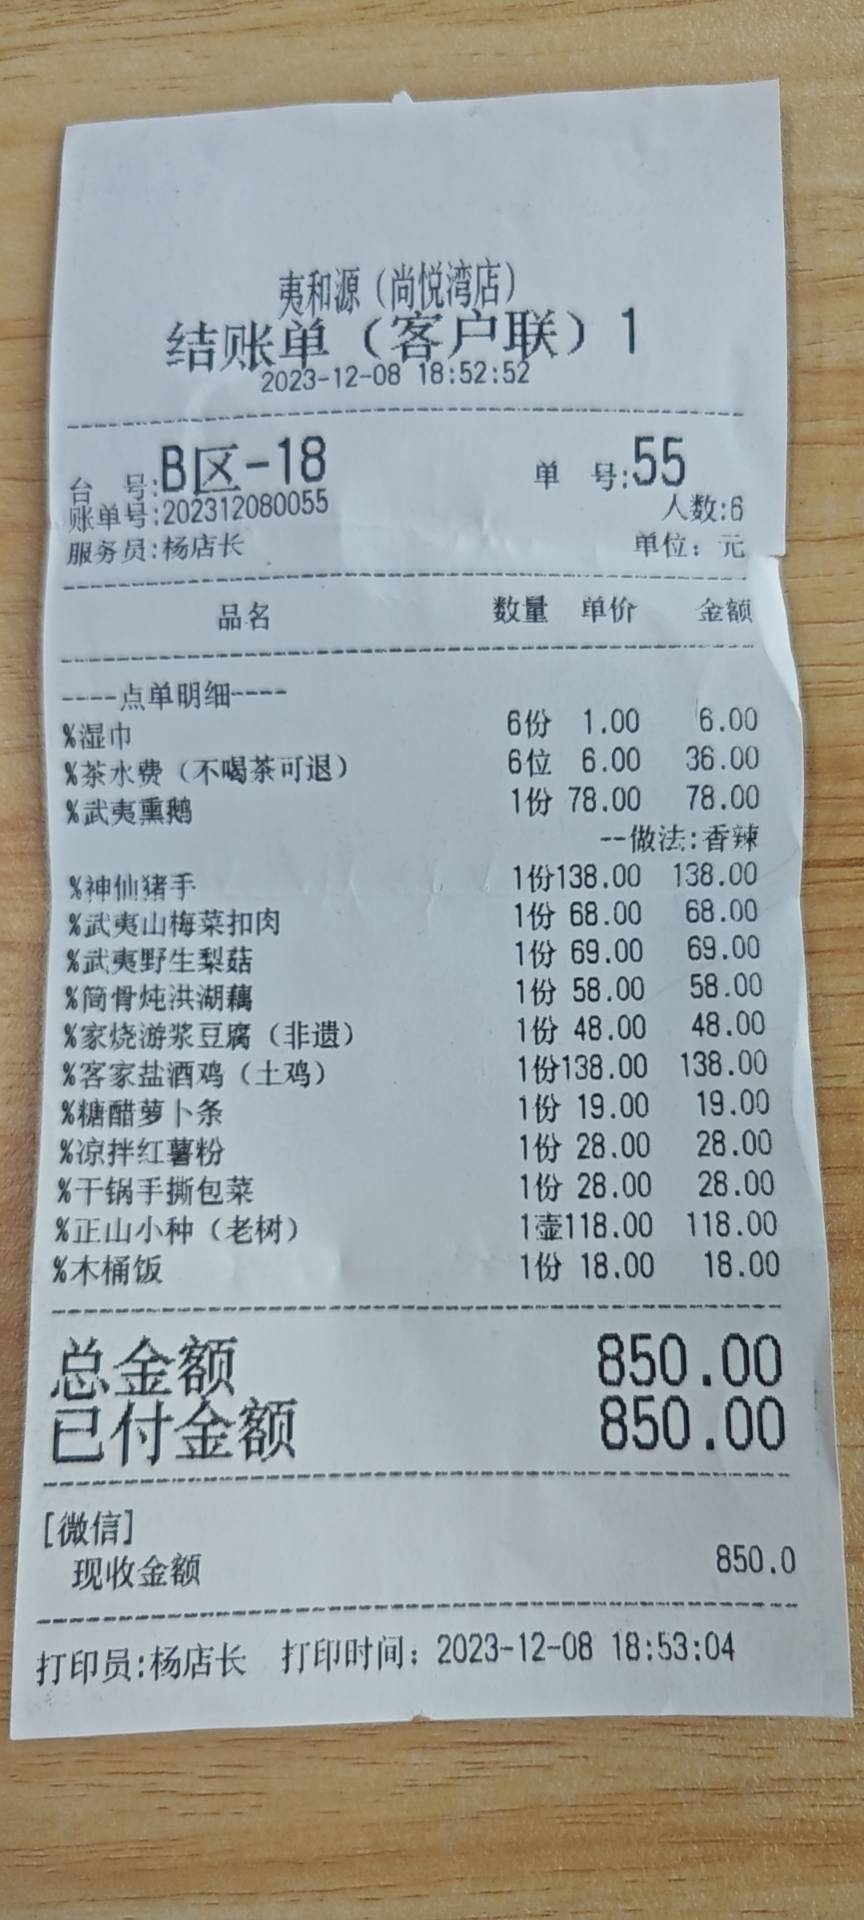 夷和源（尚悦湾店）
结账单（客户联）1
2023-12-08 18:52:52
台 号:B区-18 单 号:55
账单号:202312080055 人数:6
服务员:杨店长 单位：元
品名 数量 单价 金额
----点单明细----
%湿巾 6份 1.00 6.00
%茶水费（不喝茶可退） 6位 6.00 36.00
%武夷熏鹅 1份 78.00 78.00
--做法:香辣
%神仙猪手 1份138.00 138.00
%武夷山梅菜扣肉 1份 68.00 68.00
%武夷野生梨菇 1份 69.00 69.00
%筒骨炖洪湖藕 1份 58.00 58.00
%家烧游浆豆腐（非遗） 1份 48.00 48.00
%客家盐酒鸡（土鸡） 1份138.00 138.00
%糖醋萝卜条 1份 19.00 19.00
%凉拌红薯粉 1份 28.00 28.00
%干锅手撕包菜 1份 28.00 28.00
%正山小种（老树） 1壶118.00 118.00
%木桶饭 1份 18.00 18.00
总金额 850.00
已付金额 850.00
[微信]
现收金额 850.0
打印员:杨店长 打印时间：2023-12-08 18:53:04